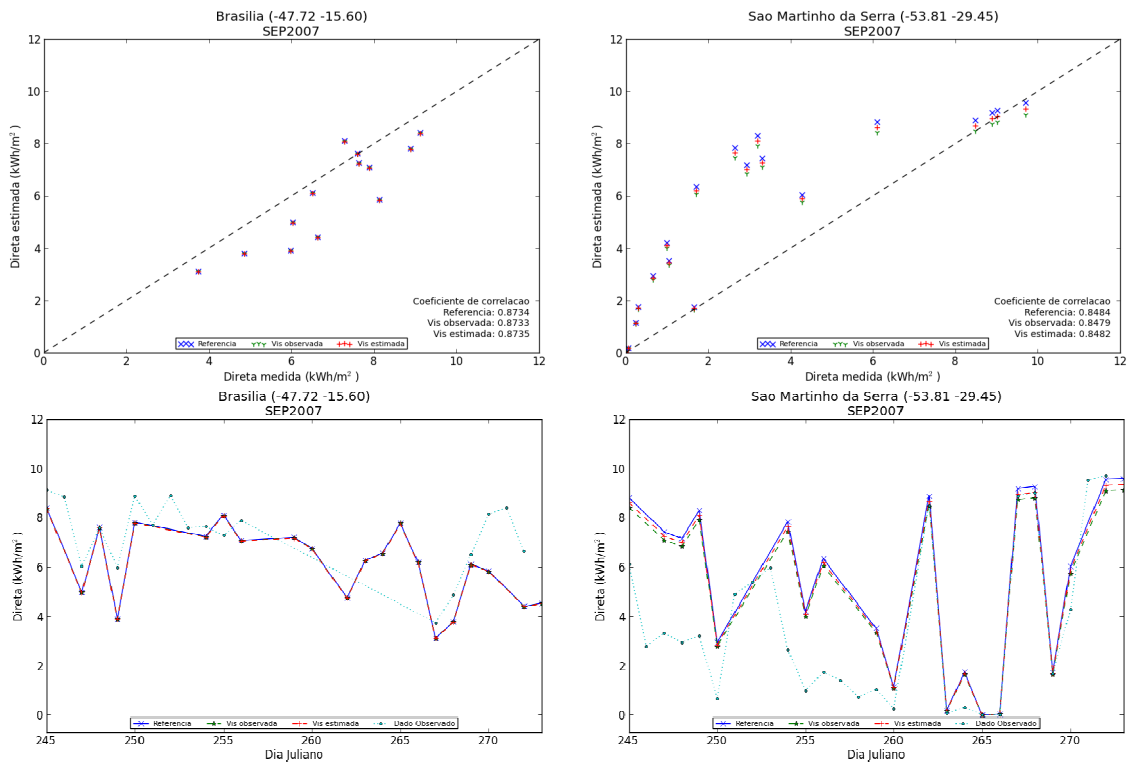 Brasilia (-47.72 -15.60)
SEP2007
12
10
8
6
4
2
0
Direta estimada (kWh/m²)
Coeficiente de correlacao
Referencia: 0.8734
Vis observada: 0.8733
Vis estimada: 0.8735
Referencia Vis observada Vis estimada
0 2 4 6 8 10 12
Direta medida (kWh/m²)
Sao Martinho da Serra (-53.81 -29.45)
SEP2007
12
10
8
6
4
2
0
Direta estimada (kWh/m²)
Coeficiente de correlacao
Referencia: 0.8484
Vis observada: 0.8479
Vis estimada: 0.8482
Referencia Vis observada Vis estimada
0 2 4 6 8 10 12
Direta medida (kWh/m²)
Brasilia (-47.72 -15.60)
SEP2007
12
10
8
6
4
2
0
Direta (kWh/m²)
Referencia Vis observada Vis estimada Dado Observado
245 250 255 260 265 270
Dia Juliano
Sao Martinho da Serra (-53.81 -29.45)
SEP2007
12
10
8
6
4
2
0
Direta (kWh/m²)
Referencia Vis observada Vis estimada Dado Observado
245 250 255 260 265 270
Dia Juliano